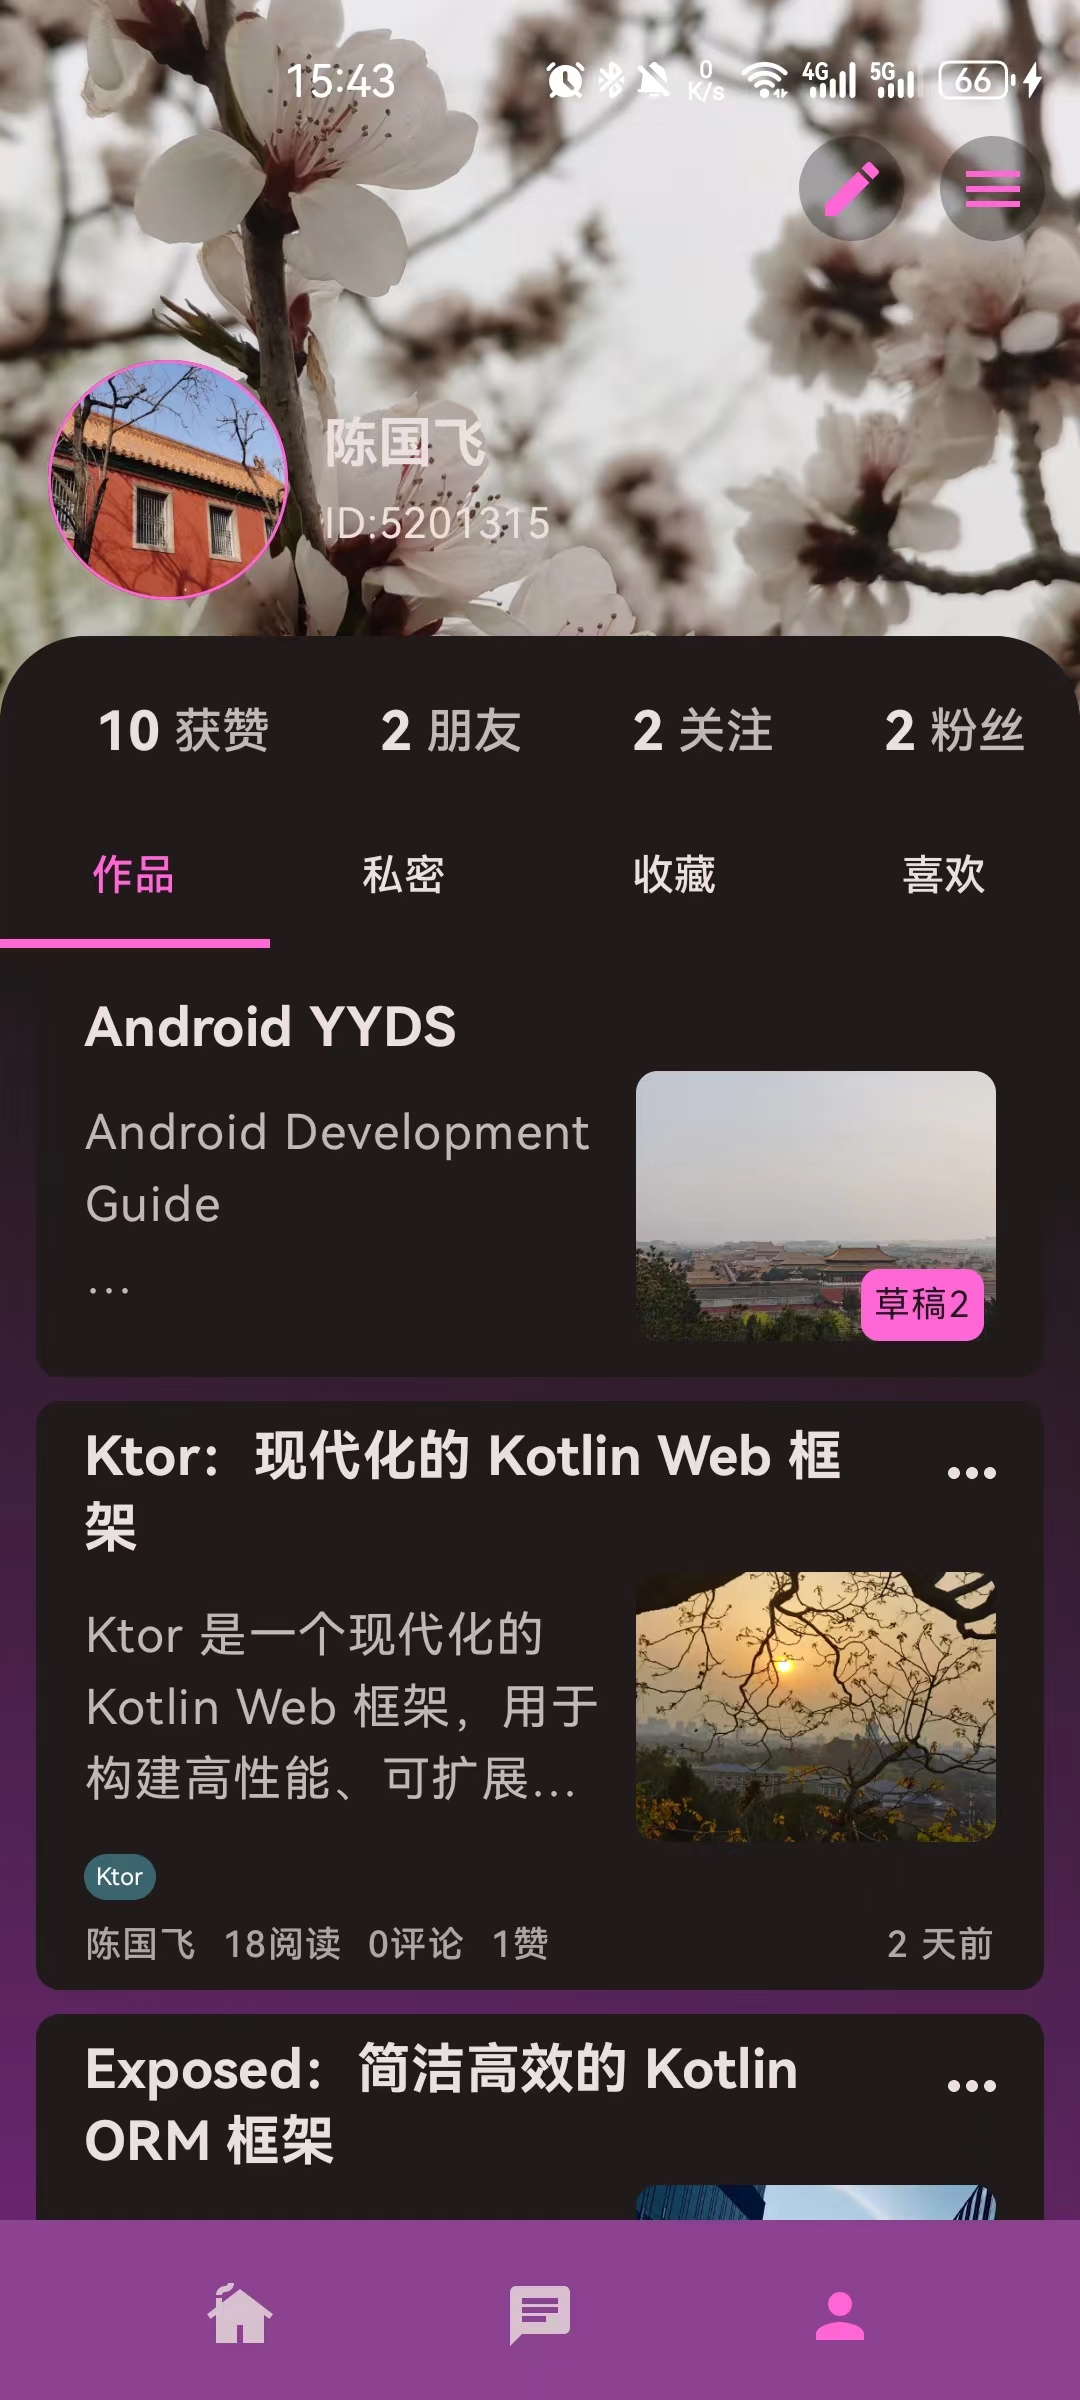 15:43
0 K/s 4G 5G 66
陈国飞
ID:5201315
10 获赞 2 朋友 2 关注 2 粉丝
作品 私密 收藏 喜欢
Android YYDS
Android Development
Guide
...
草稿2
Ktor：现代化的 Kotlin Web 框
架
Ktor 是一个现代化的
Kotlin Web 框架，用于
构建高性能、可扩展...
Ktor
陈国飞 18阅读 0评论 1赞 2 天前
Exposed：简洁高效的 Kotlin
ORM 框架